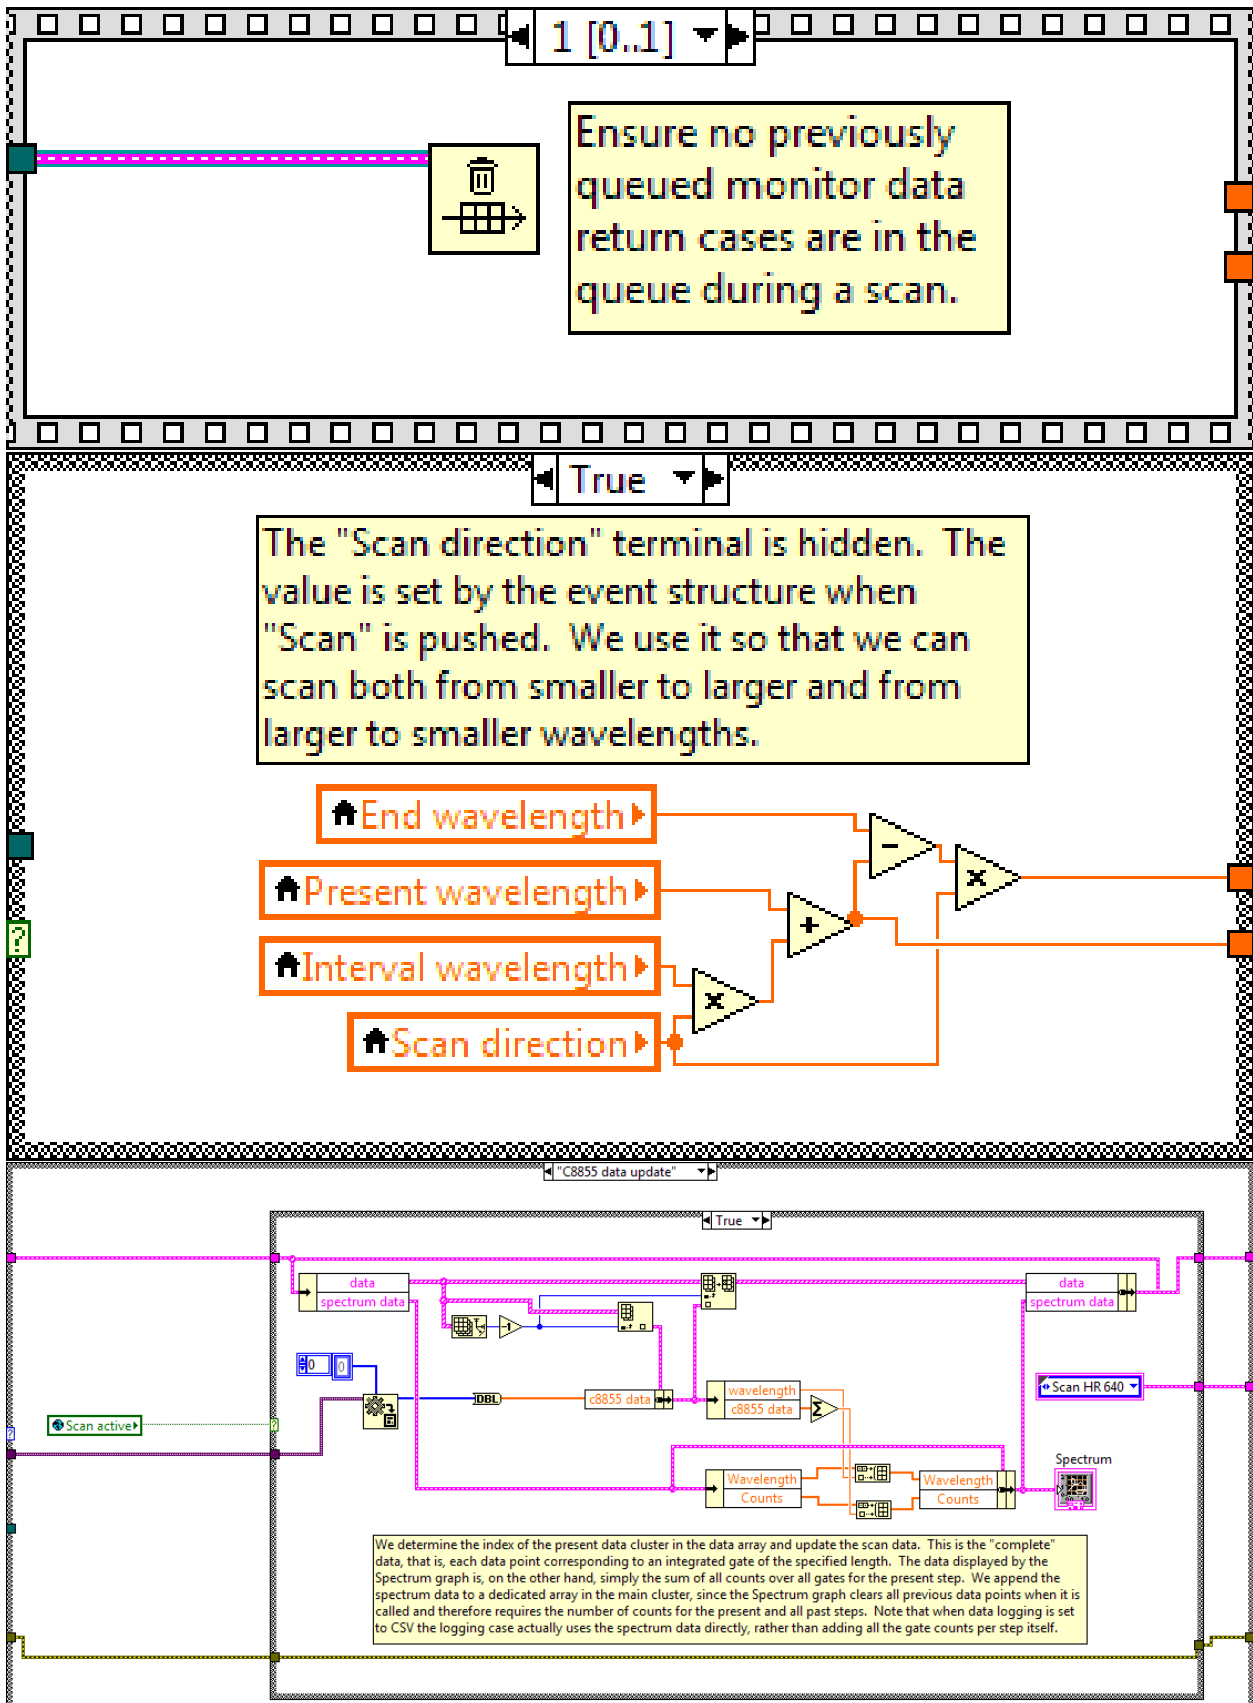 1 [0..1]
Ensure no previously
queued monitor data
return cases are in the
queue during a scan.
True
The "Scan direction" terminal is hidden.  The
value is set by the event structure when
"Scan" is pushed.  We use it so that we can
scan both from smaller to larger and from
larger to smaller wavelengths.
End wavelength
Present wavelength
Interval wavelength
Scan direction
"C8855 data update"
True
data
spectrum data
data
spectrum data
-1
0
0
Scan HR 640
DBL
c8855 data
wavelength
c8855 data
Scan active
Wavelength
Counts
Wavelength
Counts
Spectrum
We determine the index of the present data cluster in the data array and update the scan data.  This is the "complete"
data, that is, each data point corresponding to an integrated gate of the specified length.  The data displayed by the
Spectrum graph is, on the other hand, simply the sum of all counts over all gates for the present step.  We append the
spectrum data to a dedicated array in the main cluster, since the Spectrum graph clears all previous data points when it is
called and therefore requires the number of counts for the present and all past steps.  Note that when data logging is set
to CSV the logging case actually uses the spectrum data directly, rather than adding all the gate counts per step itself.